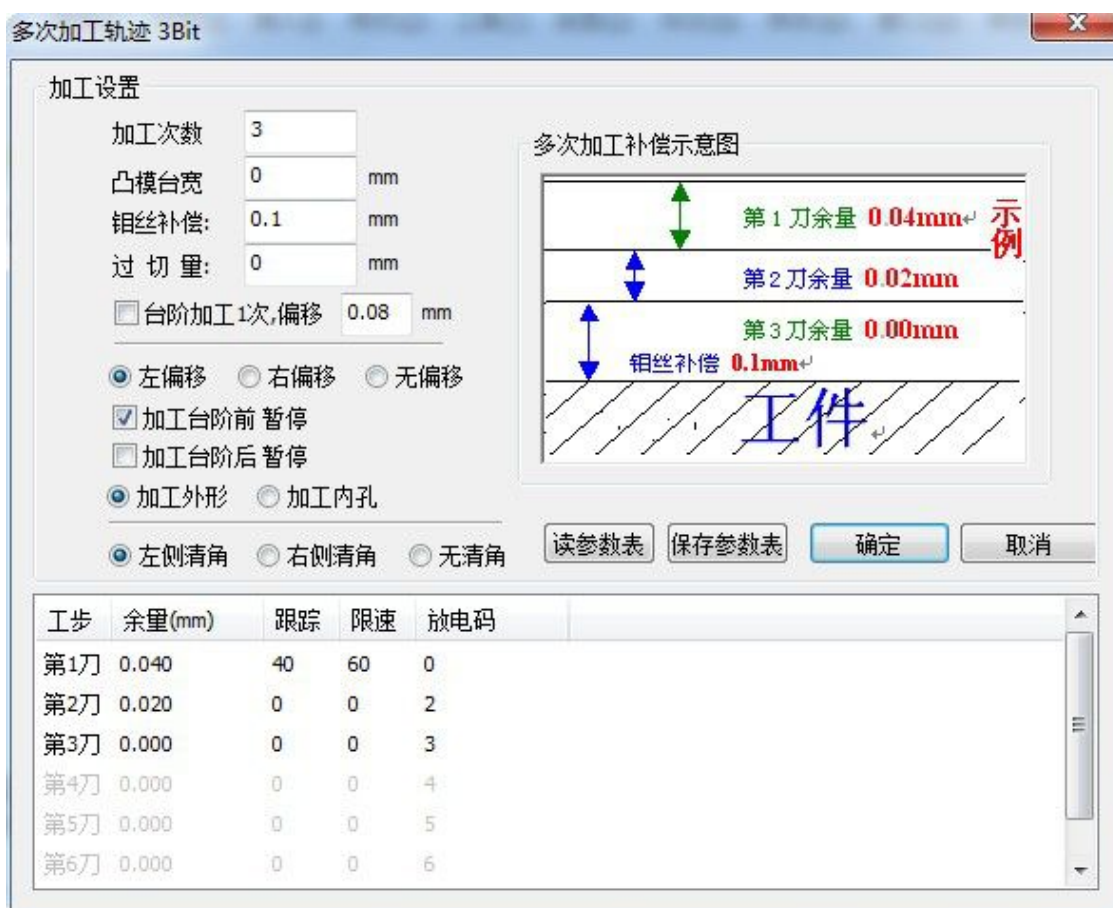 多次加工轨迹 3Bit
加工设置
加工次数 3
凸模台宽 0 mm
钼丝补偿: 0.1 mm
过 切 量: 0 mm
台阶加工1次,偏移 0.08 mm
左偏移 右偏移 无偏移
加工台阶前 暂停
加工台阶后 暂停
加工外形 加工内孔
左侧清角 右侧清角 无清角
多次加工补偿示意图
第1刀余量 0.04mm
示例
第2刀余量 0.02mm
第3刀余量 0.00mm
钼丝补偿 0.1mm
工件
读参数表 保存参数表 确定 取消
工步 余量(mm) 跟踪 限速 放电码
第1刀 0.040 40 60 0
第2刀 0.020 0 0 2
第3刀 0.000 0 0 3
第4刀 0.000 0 0 4
第5刀 0.000 0 0 5
第6刀 0.000 0 0 6